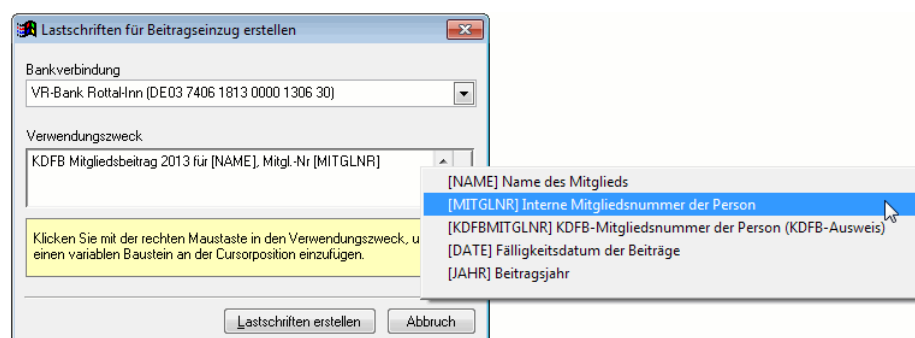 Lastschriften für Beitragseinzug erstellen
Bankverbindung
VR-Bank Rottal-Inn (DE03 7406 1813 0000 1306 30)
Verwendungszweck
KDFB Mitgliedsbeitrag 2013 für [NAME], Mitgl.-Nr [MITGLNR]
[NAME] Name des Mitglieds
[MITGLNR] Interne Mitgliedsnummer der Person
[KDFBMITGLNR] KDFB-Mitgliedsnummer der Person (KDFB-Ausweis)
[DATE] Fälligkeitsdatum der Beiträge
[JAHR] Beitragsjahr
Klicken Sie mit der rechten Maustaste in den Verwendungszweck, u
einen variablen Baustein an der Cursorposition einzufügen.
Lastschriften erstellen
Abbruch